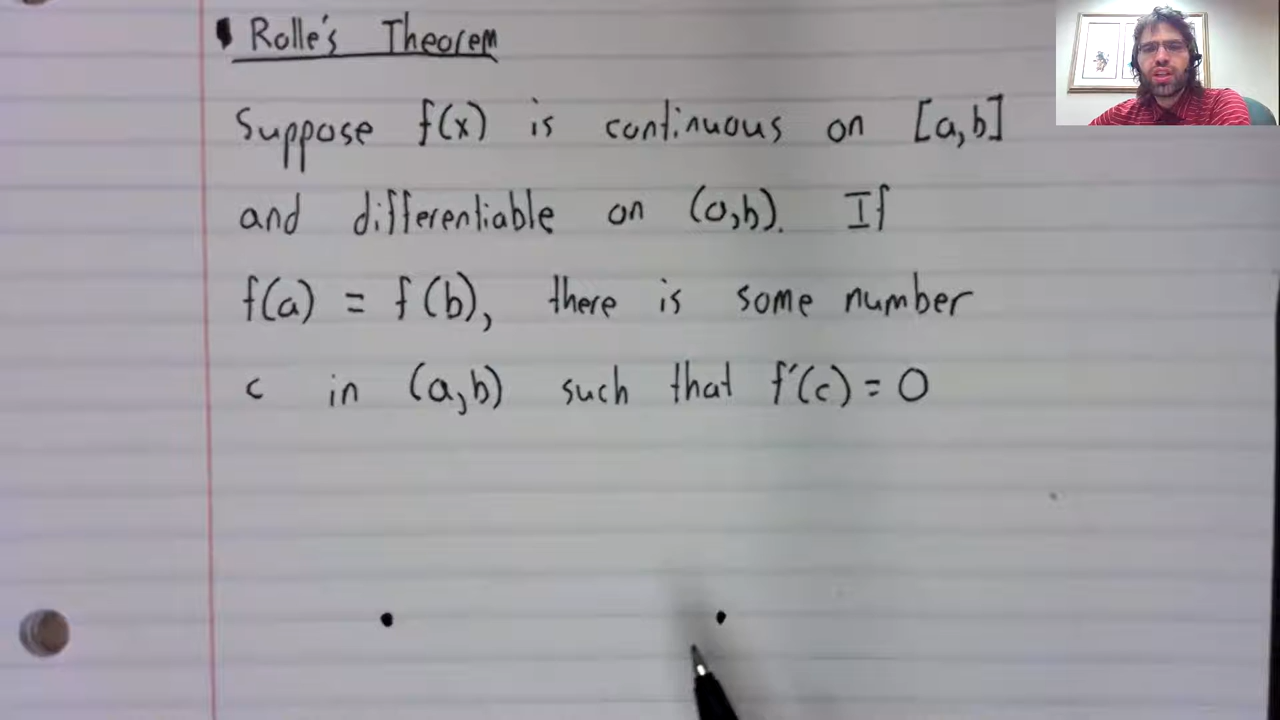 Rolle's Theorem
Suppose f(x) is continuous on [a,b]
and differentiable on (a,b). If
f(a) = f(b), there is some number
c in (a,b) such that f'(c) = 0